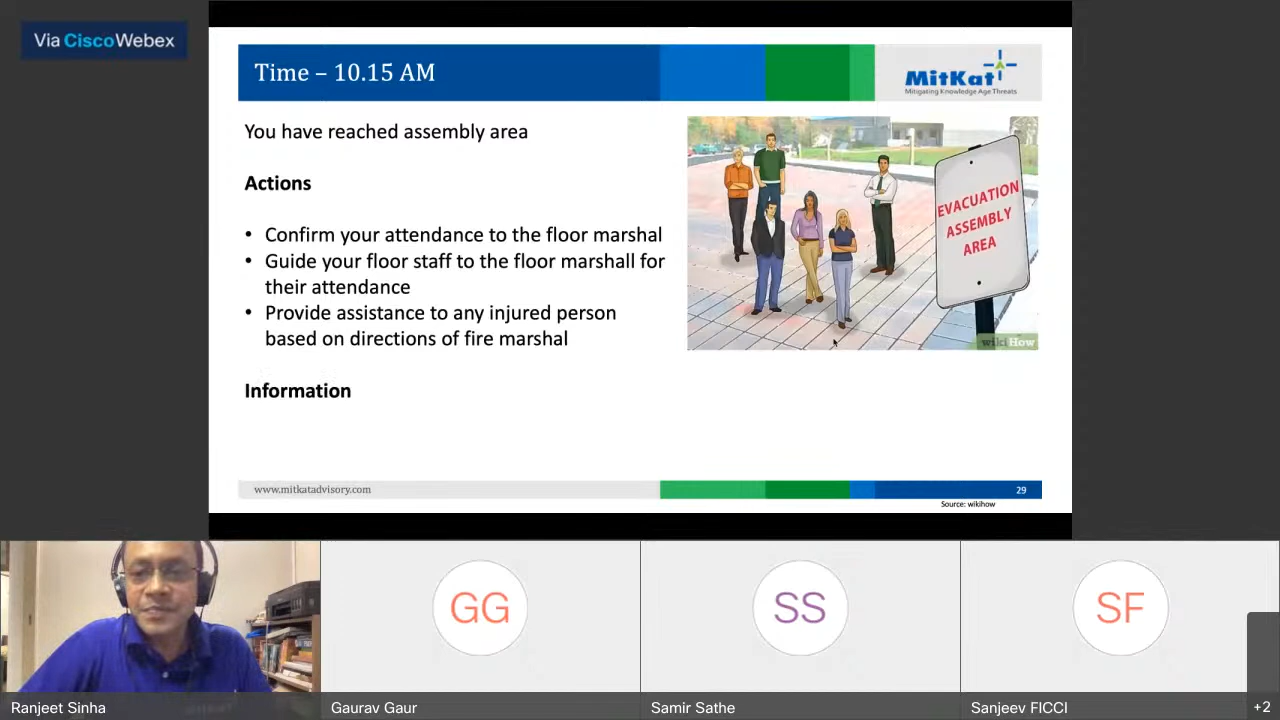 Via CiscoWebex
Time – 10.15 AM
MitKat
Mitigating Knowledge Age Threats
You have reached assembly area
Actions
• Confirm your attendance to the floor marshal
• Guide your floor staff to the floor marshall for
their attendance
• Provide assistance to any injured person
based on directions of fire marshal
Information
EVACUATION
ASSEMBLY
AREA
wikiHow
www.mitkatadvisory.com
29
Source: wikihow
GG
SS
SF
Ranjeet Sinha
Gaurav Gaur
Samir Sathe
Sanjeev FICCI
+2